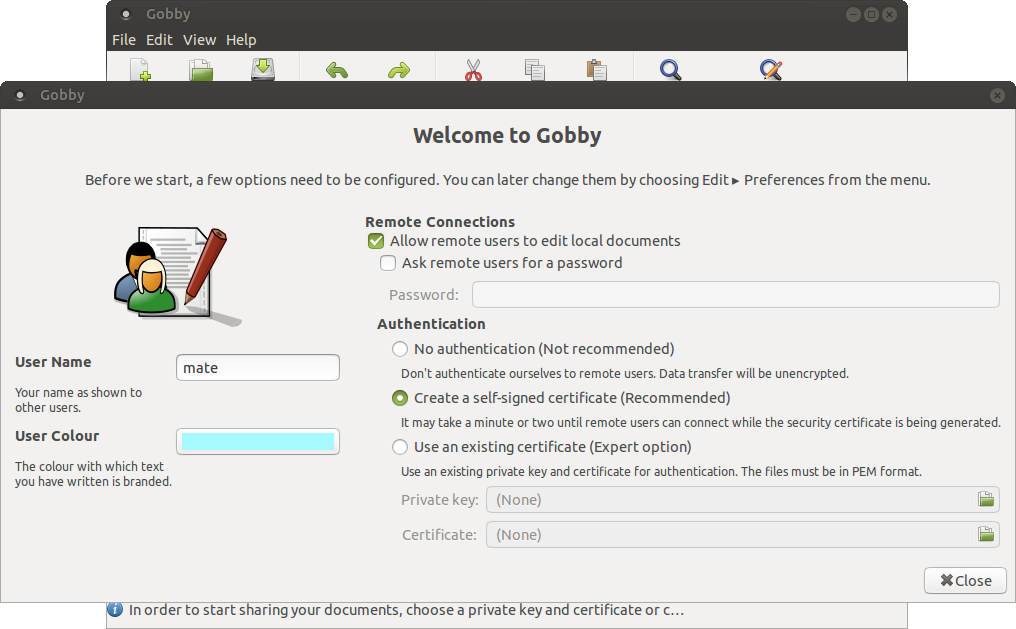 Gobby
File Edit View Help
Gobby
Welcome to Gobby
Before we start, a few options need to be configured. You can later change them by choosing Edit ▸ Preferences from the menu.
Remote Connections
Allow remote users to edit local documents
Ask remote users for a password
Password:
Authentication
No authentication (Not recommended)
Don't authenticate ourselves to remote users. Data transfer will be unencrypted.
Create a self-signed certificate (Recommended)
It may take a minute or two until remote users can connect while the security certificate is being generated.
Use an existing certificate (Expert option)
Use an existing private key and certificate for authentication. The files must be in PEM format.
Private key: (None)
Certificate: (None)
User Name mate
Your name as shown to
other users.
User Colour
The colour with which text
you have written is branded.
Close
In order to start sharing your documents, choose a private key and certificate or c…